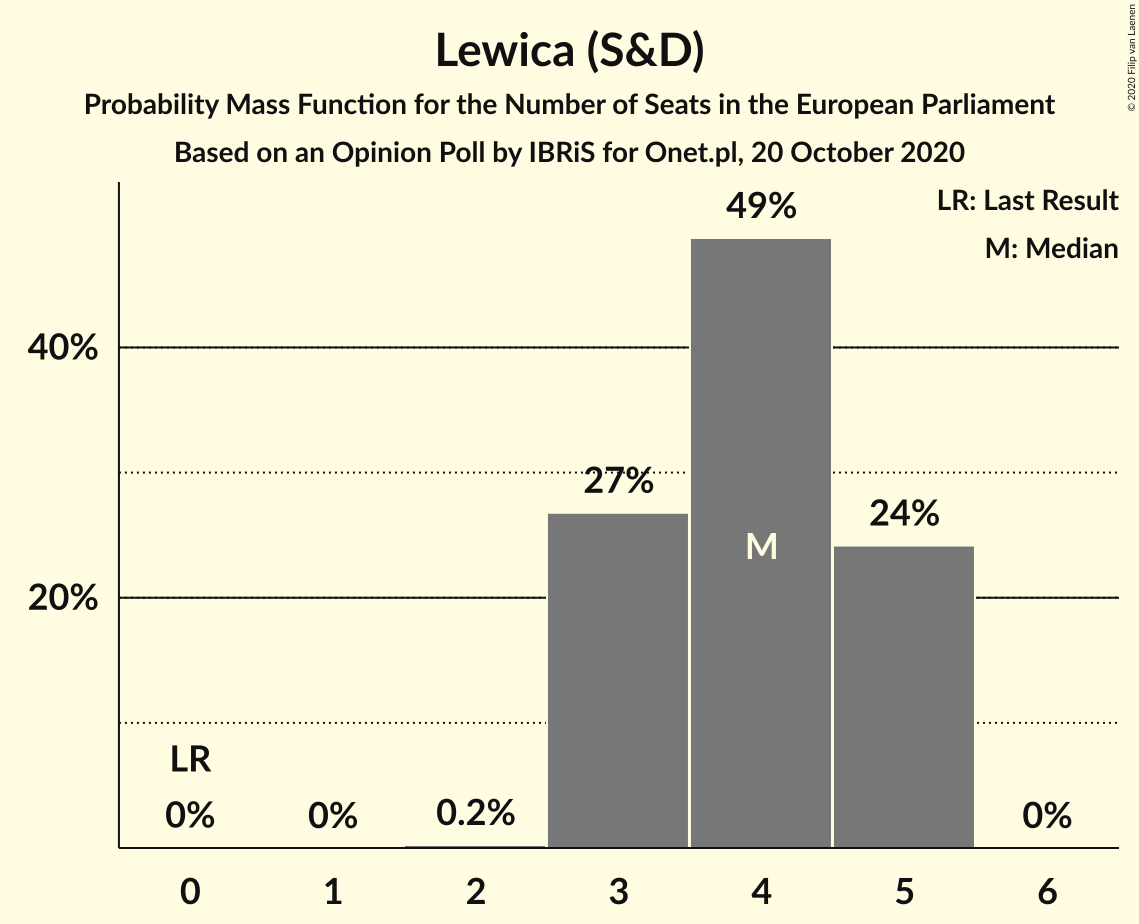 Lewica (S&D)
Probability Mass Function for the Number of Seats in the European Parliament
Based on an Opinion Poll by IBRiS for Onet.pl, 20 October 2020
© 2020 Filip van Laenen
LR: Last Result
M: Median
49%
40%
27%
24%
M
20%
LR
0%
0%
0.2%
0%
0
1
2
3
4
5
6